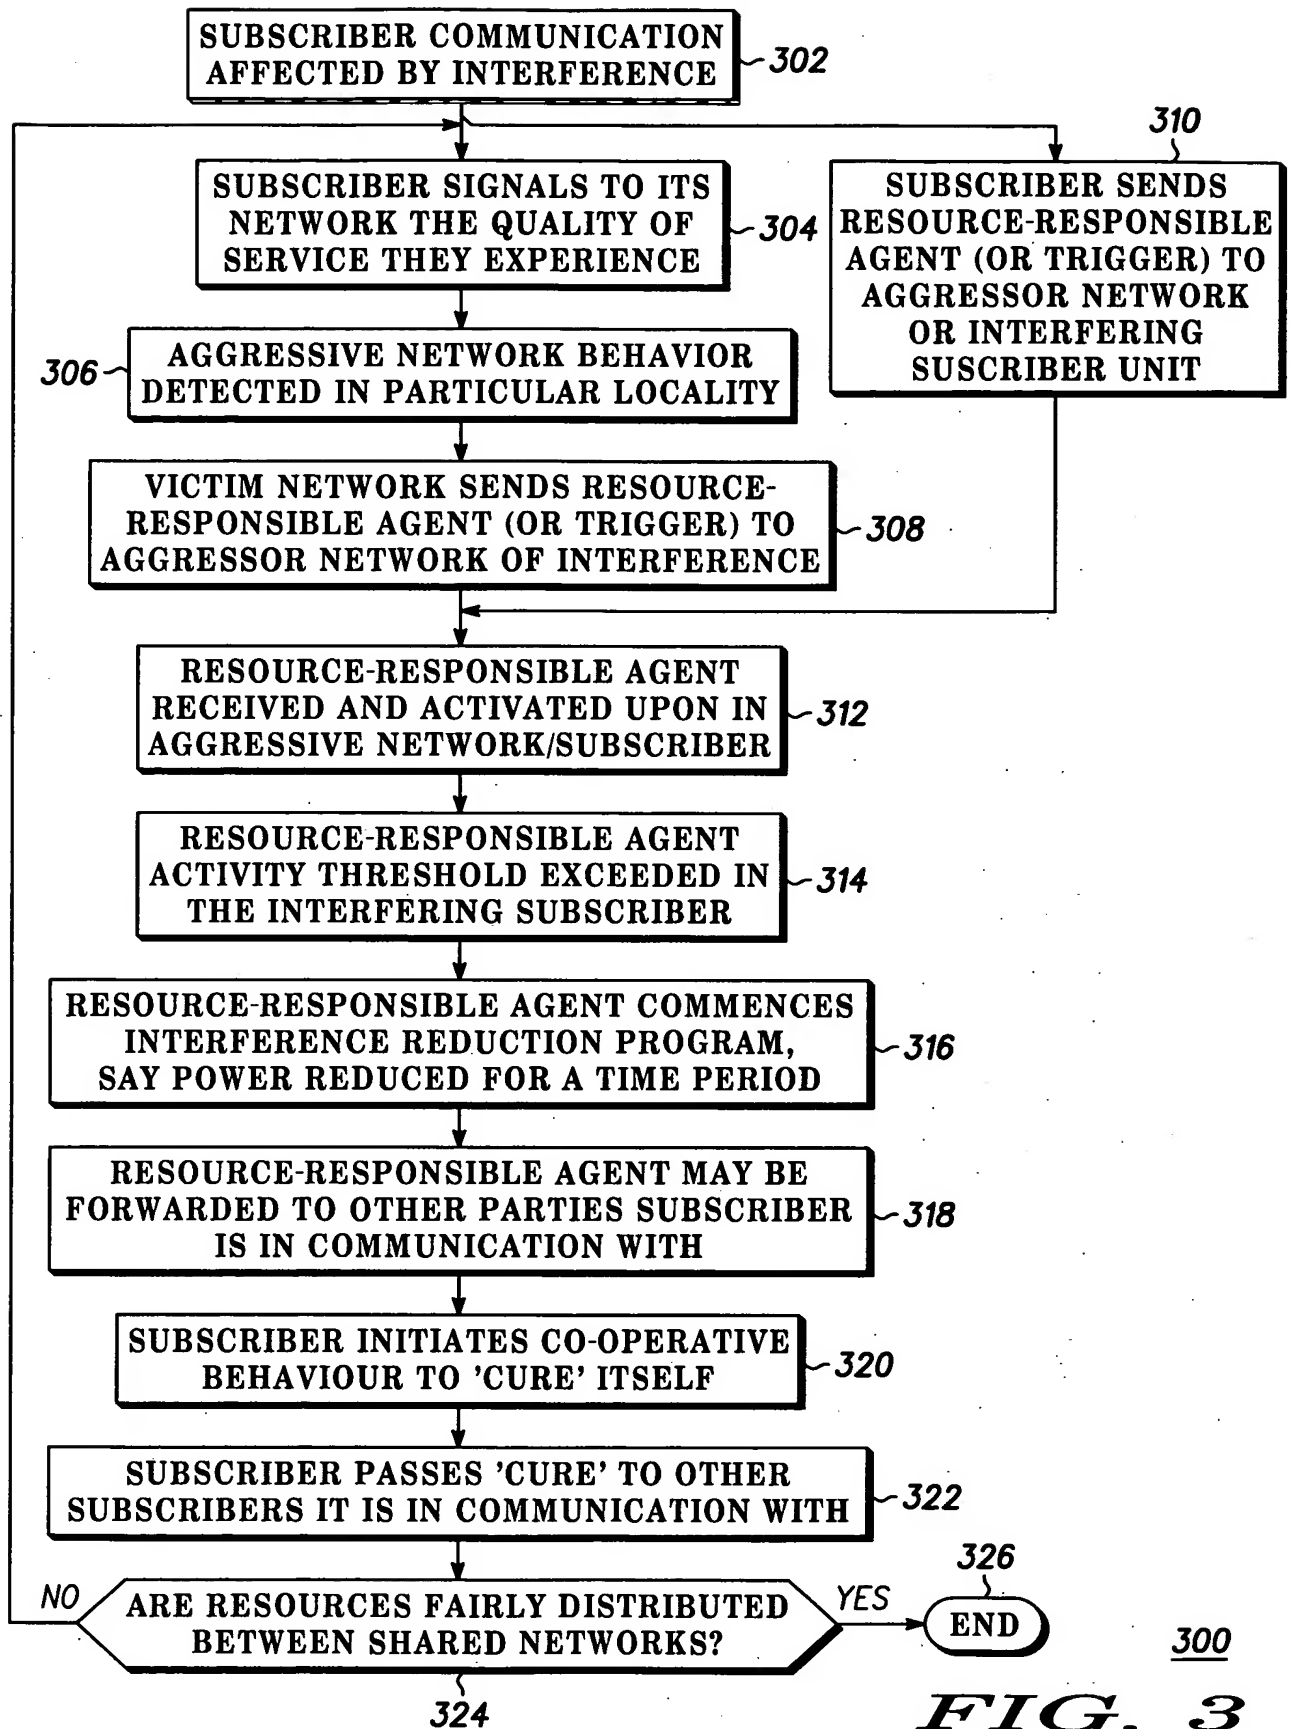 SUBSCRIBER COMMUNICATION
AFFECTED BY INTERFERENCE
302
310
SUBSCRIBER SIGNALS TO ITS
NETWORK THE QUALITY OF
SERVICE THEY EXPERIENCE
304
SUBSCRIBER SENDS
RESOURCE-RESPONSIBLE
AGENT (OR TRIGGER) TO
AGGRESSOR NETWORK
OR INTERFERING
SUSCRIBER UNIT
306
AGGRESSIVE NETWORK BEHAVIOR
DETECTED IN PARTICULAR LOCALITY
VICTIM NETWORK SENDS RESOURCE-
RESPONSIBLE AGENT (OR TRIGGER) TO
AGGRESSOR NETWORK OF INTERFERENCE
308
RESOURCE-RESPONSIBLE AGENT
RECEIVED AND ACTIVATED UPON IN
AGGRESSIVE NETWORK/SUBSCRIBER
312
RESOURCE-RESPONSIBLE AGENT
ACTIVITY THRESHOLD EXCEEDED IN
THE INTERFERING SUBSCRIBER
314
RESOURCE-RESPONSIBLE AGENT COMMENCES
INTERFERENCE REDUCTION PROGRAM,
SAY POWER REDUCED FOR A TIME PERIOD
316
RESOURCE-RESPONSIBLE AGENT MAY BE
FORWARDED TO OTHER PARTIES SUBSCRIBER
IS IN COMMUNICATION WITH
318
SUBSCRIBER INITIATES CO-OPERATIVE
BEHAVIOUR TO 'CURE' ITSELF
320
SUBSCRIBER PASSES 'CURE' TO OTHER
SUBSCRIBERS IT IS IN COMMUNICATION WITH
322
NO
ARE RESOURCES FAIRLY DISTRIBUTED
BETWEEN SHARED NETWORKS?
324
YES
326
END
300
FIG. 3